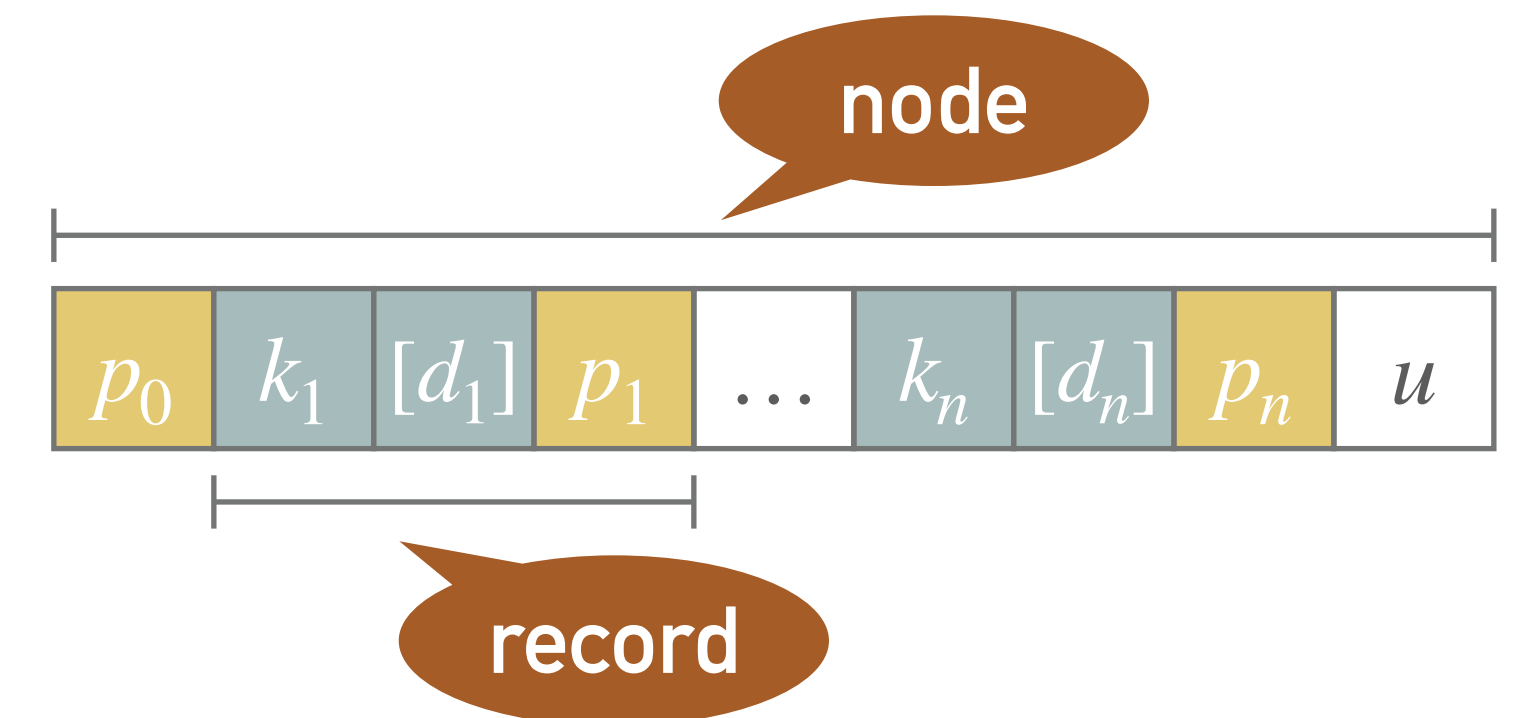 node
p₀ k₁ [d₁] p₁ … kₙ [dₙ] pₙ u
record